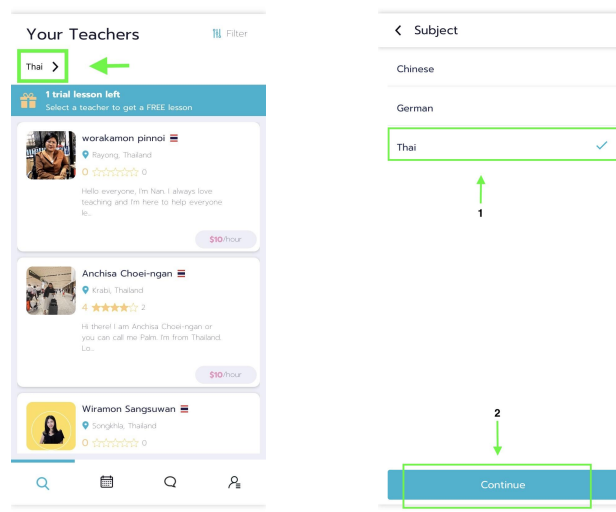 Your Teachers
Filter
Thai
1 trial lesson left
Select a teacher to get a FREE lesson
worakamon pinnoi
Rayong, Thailand
0 0
Hello everyone, I'm Nan. I always love
teaching and I'm here to help everyone
le...
$10/hour
Anchisa Choei-ngan
Krabi, Thailand
4 2
Hi there! I am Anchisa Choei-ngan or
you can call me Palm. I'm from Thailand.
Lo...
$10/hour
Wiramon Sangsuwan
Songkhla, Thailand
0 0
Subject
Chinese
German
Thai
1
2
Continue